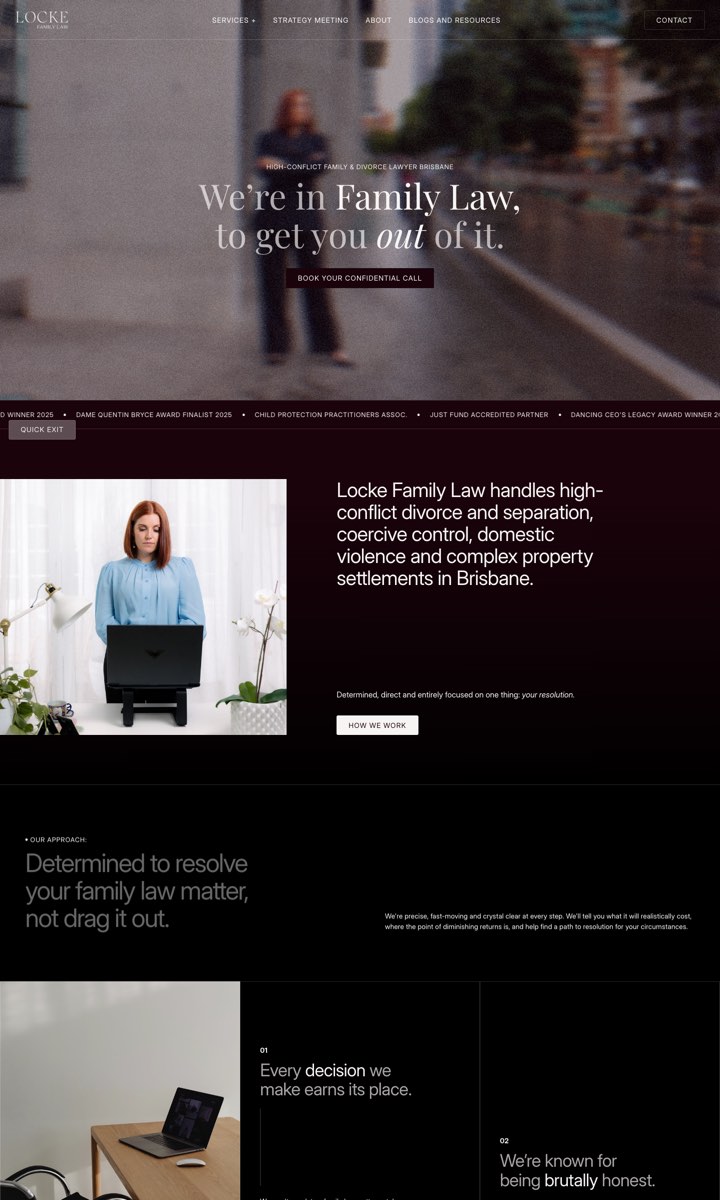 LOCKE
FAMILY LAW
SERVICES +
STRATEGY MEETING
ABOUT
BLOGS AND RESOURCES
CONTACT
HIGH-CONFLICT FAMILY & DIVORCE LAWYER BRISBANE
We're in Family Law,
to get you out of it.
BOOK YOUR CONFIDENTIAL CALL
D WINNER 2025 • DAME QUENTIN BRYCE AWARD FINALIST 2025 • CHILD PROTECTION PRACTITIONERS ASSOC. • JUST FUND ACCREDITED PARTNER • DANCING CEO'S LEGACY AWARD WINNER
QUICK EXIT
Locke Family Law handles high-
conflict divorce and separation,
coercive control, domestic
violence and complex property
settlements in Brisbane.
Determined, direct and entirely focused on one thing: your resolution.
HOW WE WORK
• OUR APPROACH:
Determined to resolve
your family law matter,
not drag it out.
We're precise, fast-moving and crystal clear at every step. We'll tell you what it will realistically cost,
where the point of diminishing returns is, and help find a path to resolution for your circumstances.
01
Every decision we
make earns its place.
02
We're known for
being brutally honest.